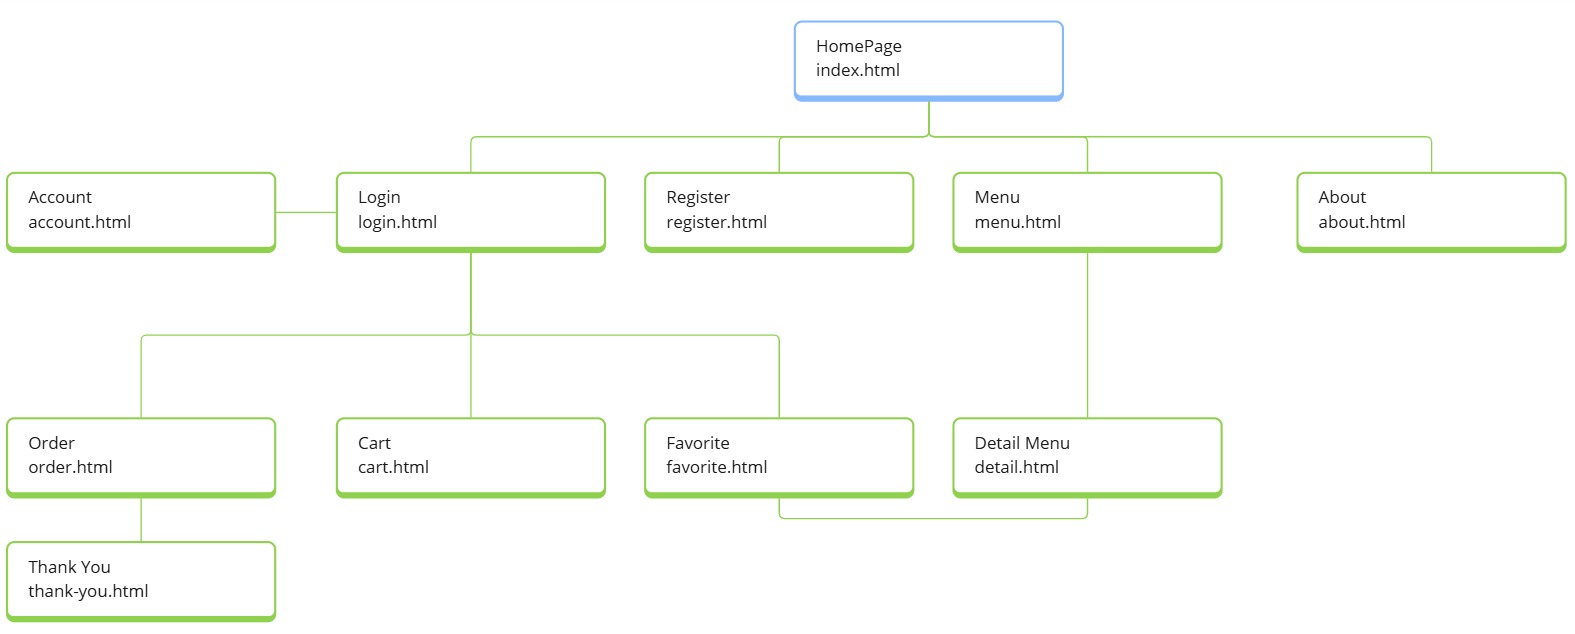 HomePage
index.html
Account
account.html
Login
login.html
Register
register.html
Menu
menu.html
About
about.html
Order
order.html
Cart
cart.html
Favorite
favorite.html
Detail Menu
detail.html
Thank You
thank-you.html